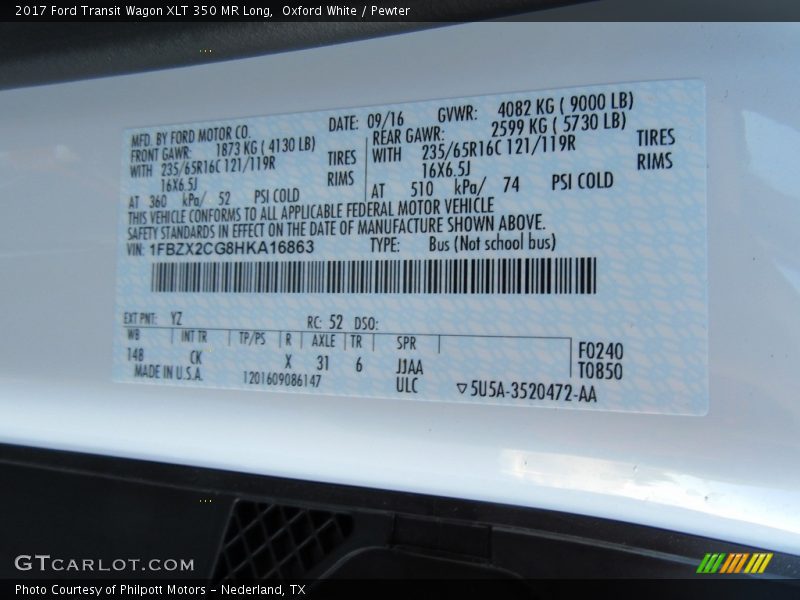 2017 Ford Transit Wagon XLT 350 MR Long, Oxford White / Pewter
MFD. BY FORD MOTOR CO.
DATE: 09/16 GVWR: 4082 KG ( 9000 LB)
FRONT GAWR: 1873 KG ( 4130 LB)
REAR GAWR: 2599 KG ( 5730 LB)
WITH 235/65R16C 121/119R TIRES
WITH 235/65R16C 121/119R TIRES
16X6.5J RIMS
16X6.5J RIMS
AT 360 kPa/ 52 PSI COLD
AT 510 kPa/ 74 PSI COLD
THIS VEHICLE CONFORMS TO ALL APPLICABLE FEDERAL MOTOR VEHICLE
SAFETY STANDARDS IN EFFECT ON THE DATE OF MANUFACTURE SHOWN ABOVE.
VIN: 1FBZX2CG8HKA16863 TYPE: Bus (Not school bus)
EXT PNT: YZ RC: 52 DSO:
WB INT TR TP/PS R AXLE TR SPR
148 CK X 31 6 JJAA
F0240
T0850
MADE IN U.S.A. 1201609086147 ULC ▽5U5A-3520472-AA
GTCARLOT.COM
Photo Courtesy of Philpott Motors - Nederland, TX